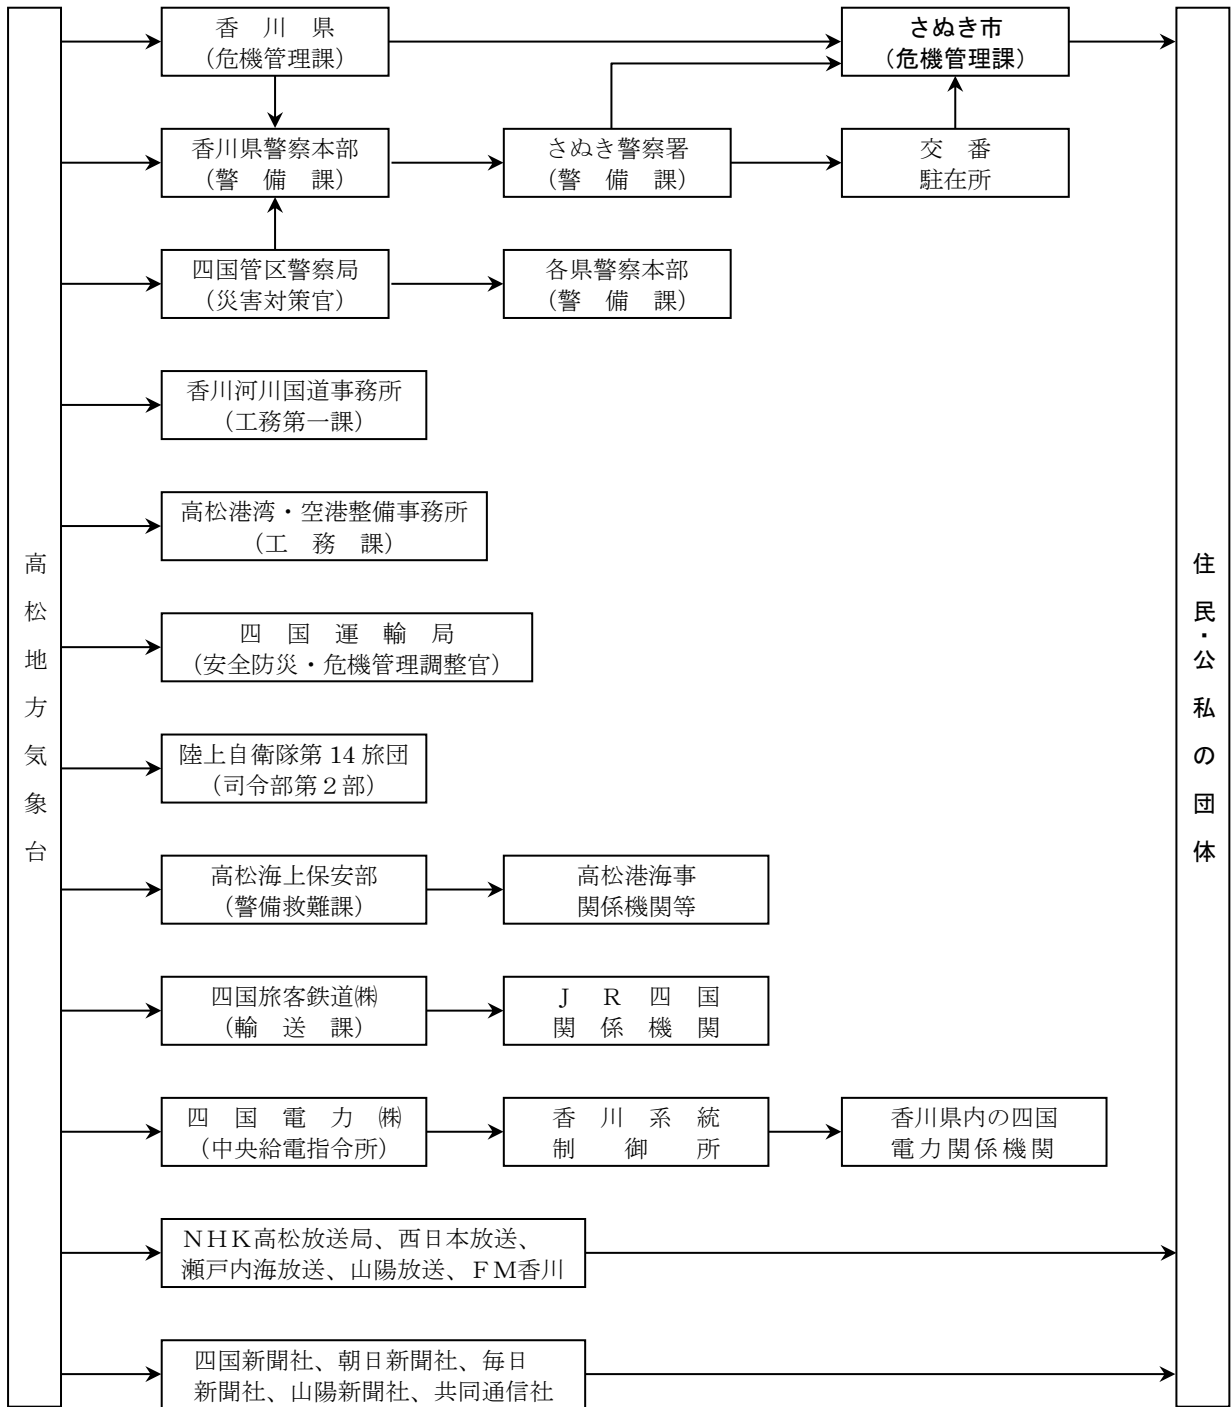 高松地方気象台
香　川　県
（危機管理課）
さぬき市
（危機管理課）
香川県警察本部
（警　備　課）
さぬき警察署
（警　備　課）
交　番
駐在所
四国管区警察局
（災害対策官）
各県警察本部
（警　備　課）
香川河川国道事務所
（工務第一課）
高松港湾・空港整備事務所
（工　務　課）
四　国　運　輸　局
（安全防災・危機管理調整官）
陸上自衛隊第 14 旅団
（司令部第２部）
高松海上保安部
（警備救難課）
高松港海事
関係機関等
四国旅客鉄道㈱
（輸　送　課）
Ｊ　Ｒ　四　国
関　係　機　関
四　国　電　力　㈱
（中央給電指令所）
香　川　系　統
制　　御　　所
香川県内の四国
電力関係機関
ＮＨＫ高松放送局、西日本放送、
瀬戸内海放送、山陽放送、ＦＭ香川
四国新聞社、朝日新聞社、毎日
新聞社、山陽新聞社、共同通信社
住民・公私の団体